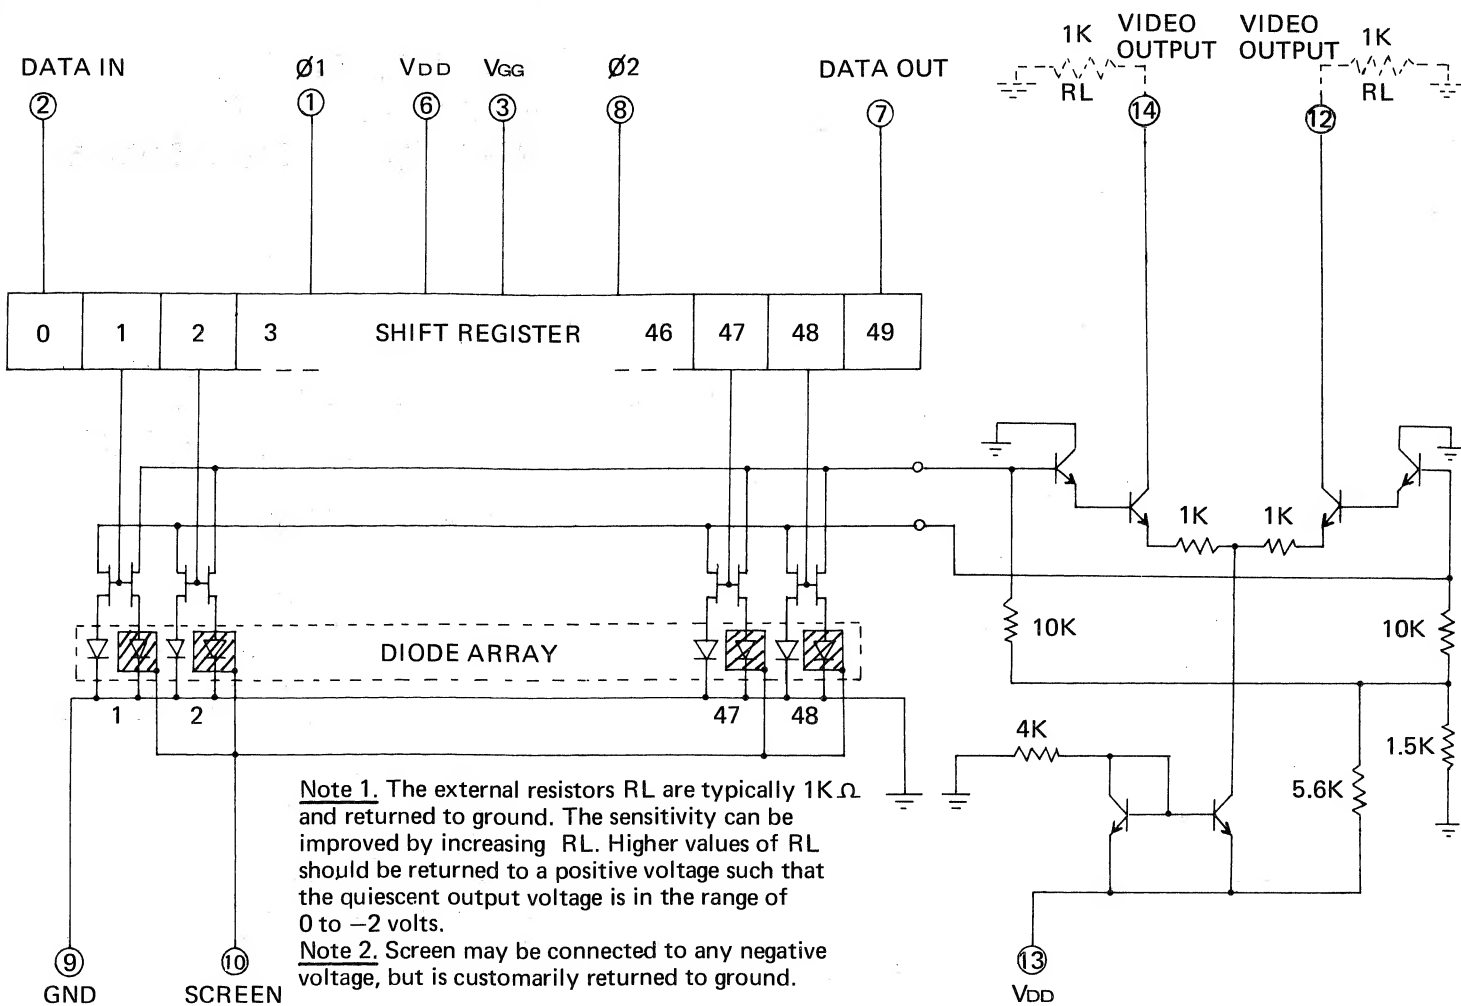 DATA IN
Ø1
VDD
VGG
Ø2
DATA OUT
1K
VIDEO
OUTPUT
VIDEO
OUTPUT
1K
RL
RL
2
1
6
3
8
7
14
12
0
1
2
3
SHIFT REGISTER
46
47
48
49
1K
1K
10K
10K
DIODE ARRAY
1
2
47
48
4K
5.6K
1.5K
Note 1. The external resistors RL are typically 1KΩ
and returned to ground. The sensitivity can be
improved by increasing RL. Higher values of RL
should be returned to a positive voltage such that
the quiescent output voltage is in the range of
0 to −2 volts.
Note 2. Screen may be connected to any negative
voltage, but is customarily returned to ground.
9
GND
10
SCREEN
13
VDD